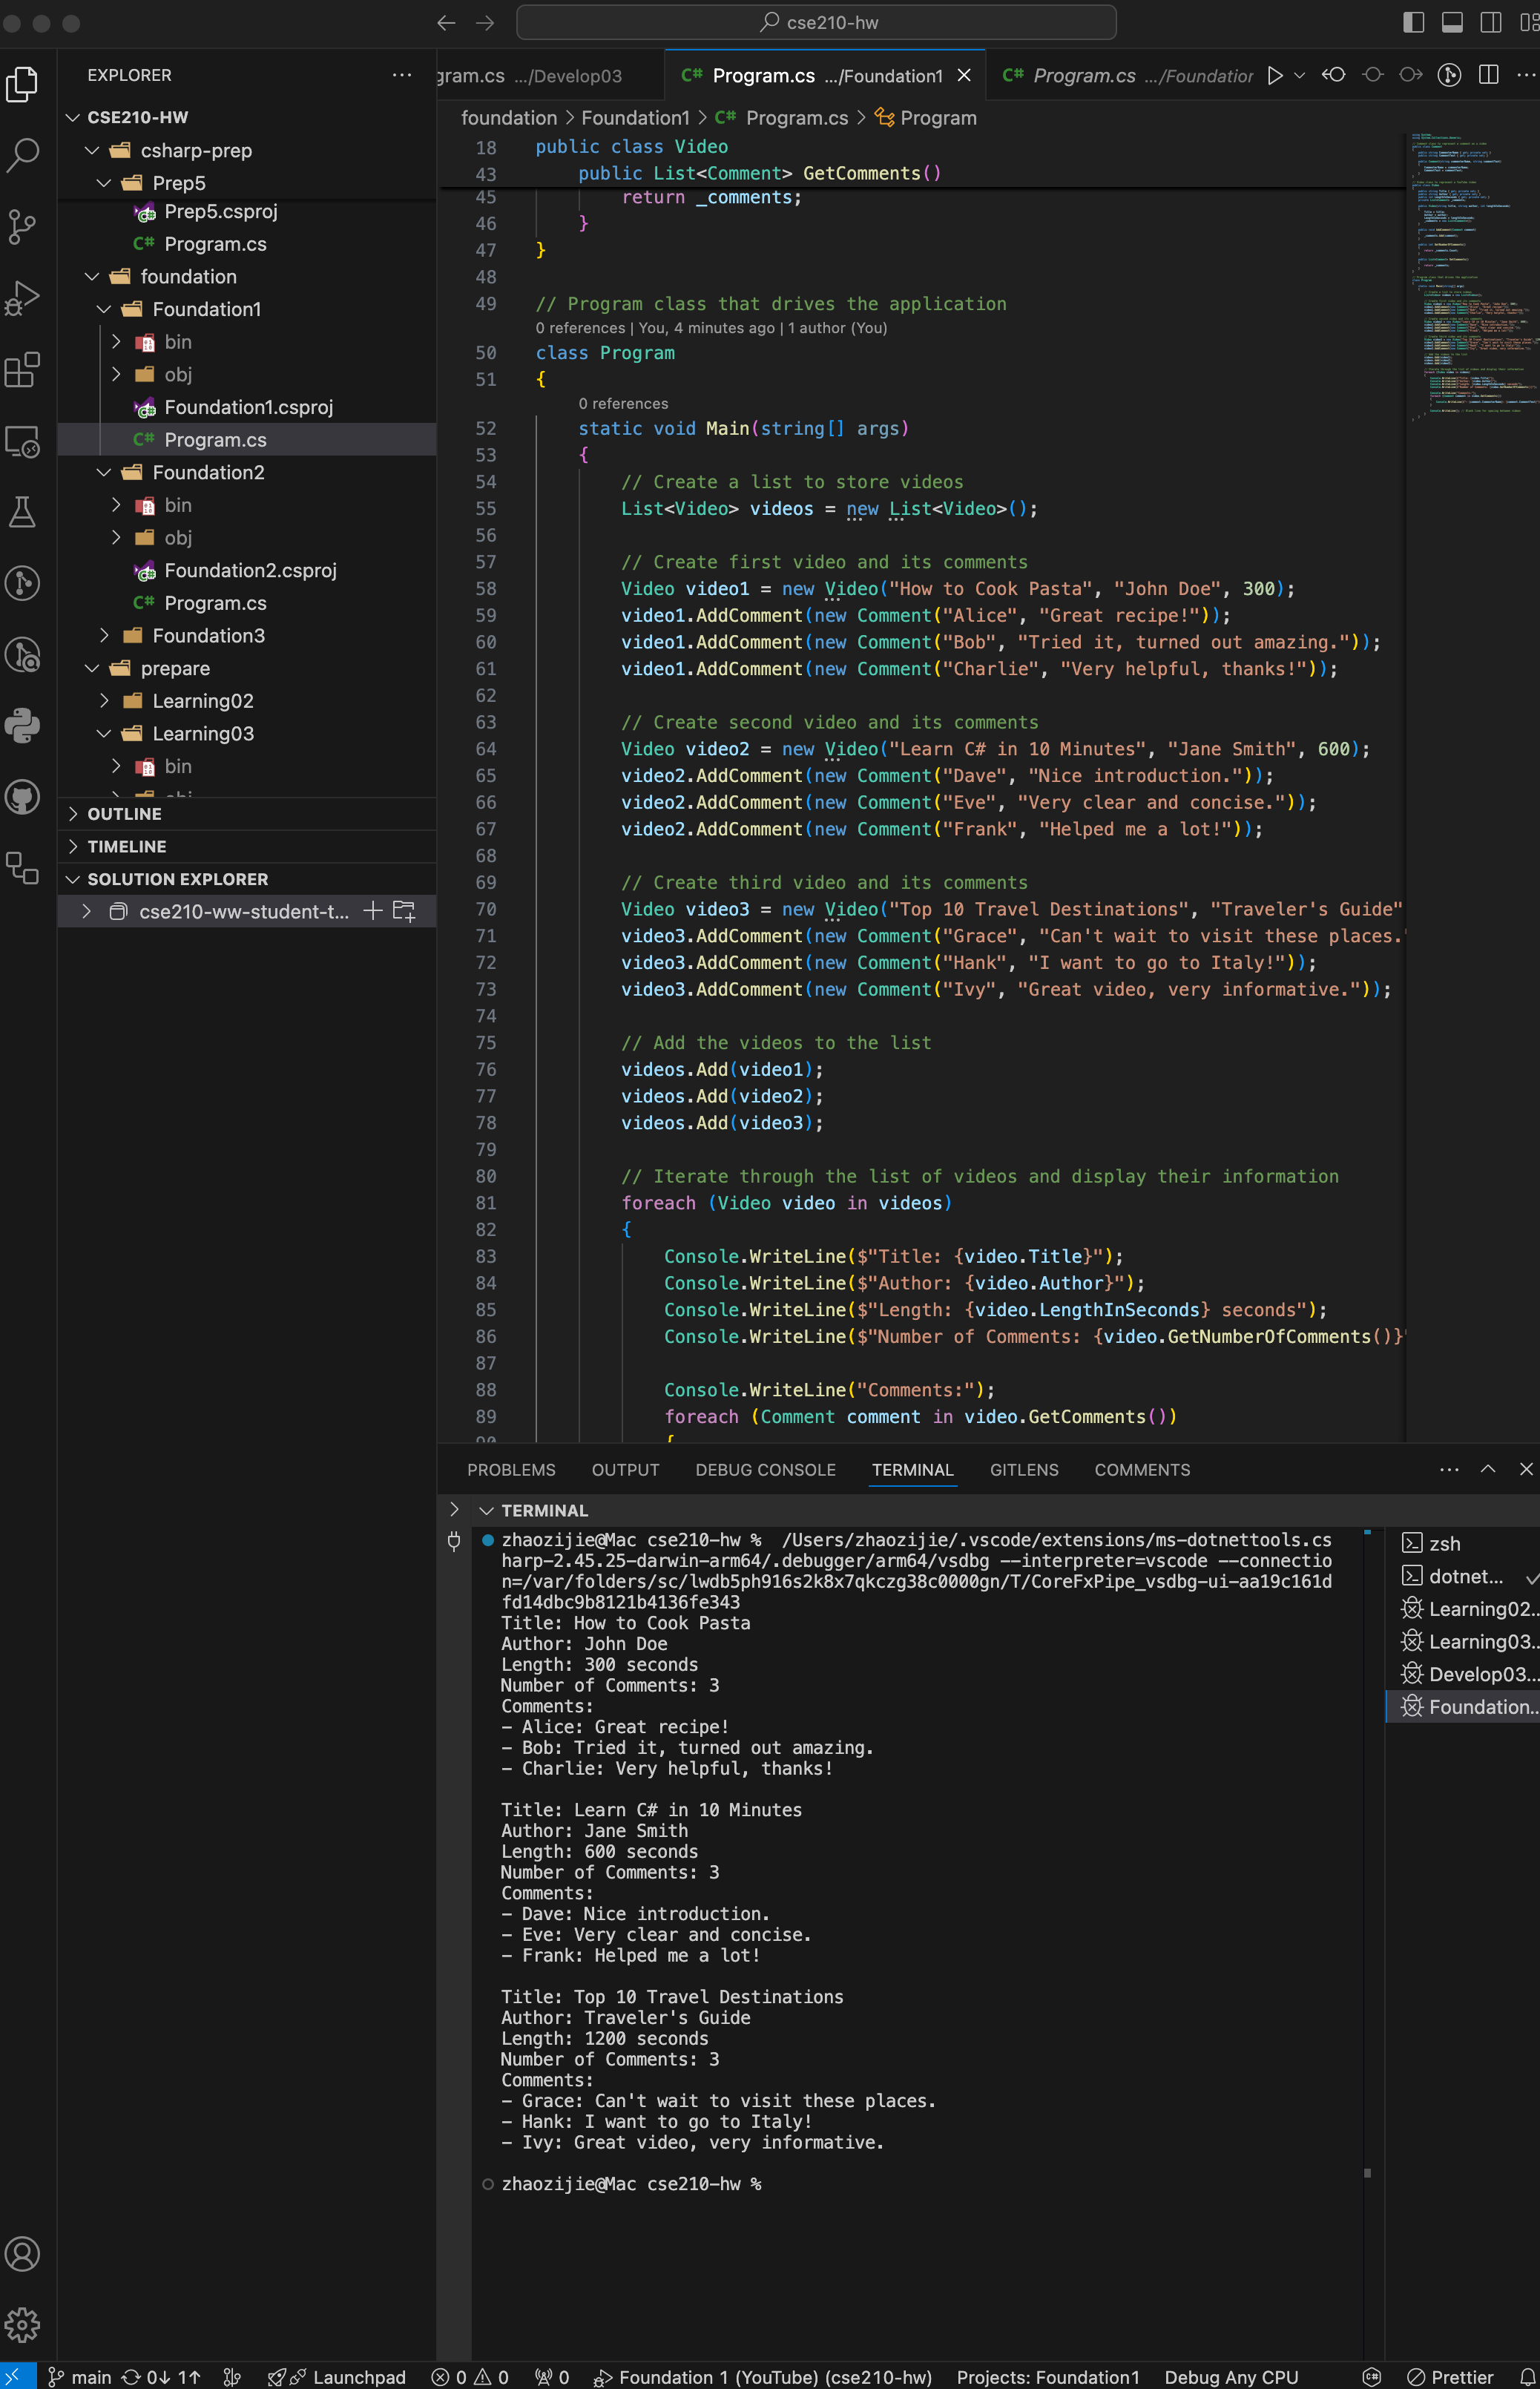 cse210-hw
EXPLORER
CSE210-HW
csharp-prep
Prep5
Prep5.csproj
C# Program.cs
foundation
Foundation1
bin
obj
Foundation1.csproj
C# Program.cs
Foundation2
bin
obj
Foundation2.csproj
C# Program.cs
Foundation3
prepare
Learning02
Learning03
bin
OUTLINE
TIMELINE
SOLUTION EXPLORER
cse210-ww-student-t...
gram.cs .../Develop03
C# Program.cs .../Foundation1
C# Program.cs .../Foundation
foundation > Foundation1 > C# Program.cs > Program
18 public class Video
43 public List<Comment> GetComments()
45 return _comments;
46 }
47 }
48
49 // Program class that drives the application
0 references | You, 4 minutes ago | 1 author (You)
50 class Program
51 {
0 references
52 static void Main(string[] args)
53 {
54 // Create a list to store videos
55 List<Video> videos = new List<Video>();
56
57 // Create first video and its comments
58 Video video1 = new Video("How to Cook Pasta", "John Doe", 300);
59 video1.AddComment(new Comment("Alice", "Great recipe!"));
60 video1.AddComment(new Comment("Bob", "Tried it, turned out amazing."));
61 video1.AddComment(new Comment("Charlie", "Very helpful, thanks!"));
62
63 // Create second video and its comments
64 Video video2 = new Video("Learn C# in 10 Minutes", "Jane Smith", 600);
65 video2.AddComment(new Comment("Dave", "Nice introduction."));
66 video2.AddComment(new Comment("Eve", "Very clear and concise."));
67 video2.AddComment(new Comment("Frank", "Helped me a lot!"));
68
69 // Create third video and its comments
70 Video video3 = new Video("Top 10 Travel Destinations", "Traveler's Guide"
71 video3.AddComment(new Comment("Grace", "Can't wait to visit these places."
72 video3.AddComment(new Comment("Hank", "I want to go to Italy!"));
73 video3.AddComment(new Comment("Ivy", "Great video, very informative."));
74
75 // Add the videos to the list
76 videos.Add(video1);
77 videos.Add(video2);
78 videos.Add(video3);
79
80 // Iterate through the list of videos and display their information
81 foreach (Video video in videos)
82 {
83 Console.WriteLine($"Title: {video.Title}");
84 Console.WriteLine($"Author: {video.Author}");
85 Console.WriteLine($"Length: {video.LengthInSeconds} seconds");
86 Console.WriteLine($"Number of Comments: {video.GetNumberOfComments()}"
87
88 Console.WriteLine("Comments:");
89 foreach (Comment comment in video.GetComments())
90 {
PROBLEMS OUTPUT DEBUG CONSOLE TERMINAL GITLENS COMMENTS
TERMINAL
zhaozijie@Mac cse210-hw % /Users/zhaozijie/.vscode/extensions/ms-dotnettools.cs
harp-2.45.25-darwin-arm64/.debugger/arm64/vsdbg --interpreter=vscode --connectio
n=/var/folders/sc/lwdb5ph916s2k8x7qkczg38c0000gn/T/CoreFxPipe_vsdbg-ui-aa19c161d
fd14dbc9b8121b4136fe343
Title: How to Cook Pasta
Author: John Doe
Length: 300 seconds
Number of Comments: 3
Comments:
- Alice: Great recipe!
- Bob: Tried it, turned out amazing.
- Charlie: Very helpful, thanks!
Title: Learn C# in 10 Minutes
Author: Jane Smith
Length: 600 seconds
Number of Comments: 3
Comments:
- Dave: Nice introduction.
- Eve: Very clear and concise.
- Frank: Helped me a lot!
Title: Top 10 Travel Destinations
Author: Traveler's Guide
Length: 1200 seconds
Number of Comments: 3
Comments:
- Grace: Can't wait to visit these places.
- Hank: I want to go to Italy!
- Ivy: Great video, very informative.
zhaozijie@Mac cse210-hw %
zsh
dotnet...
Learning02...
Learning03...
Develop03...
Foundation...
main 0↓ 1↑ Launchpad 0 0 0 Foundation 1 (YouTube) (cse210-hw) Projects: Foundation1 Debug Any CPU Prettier